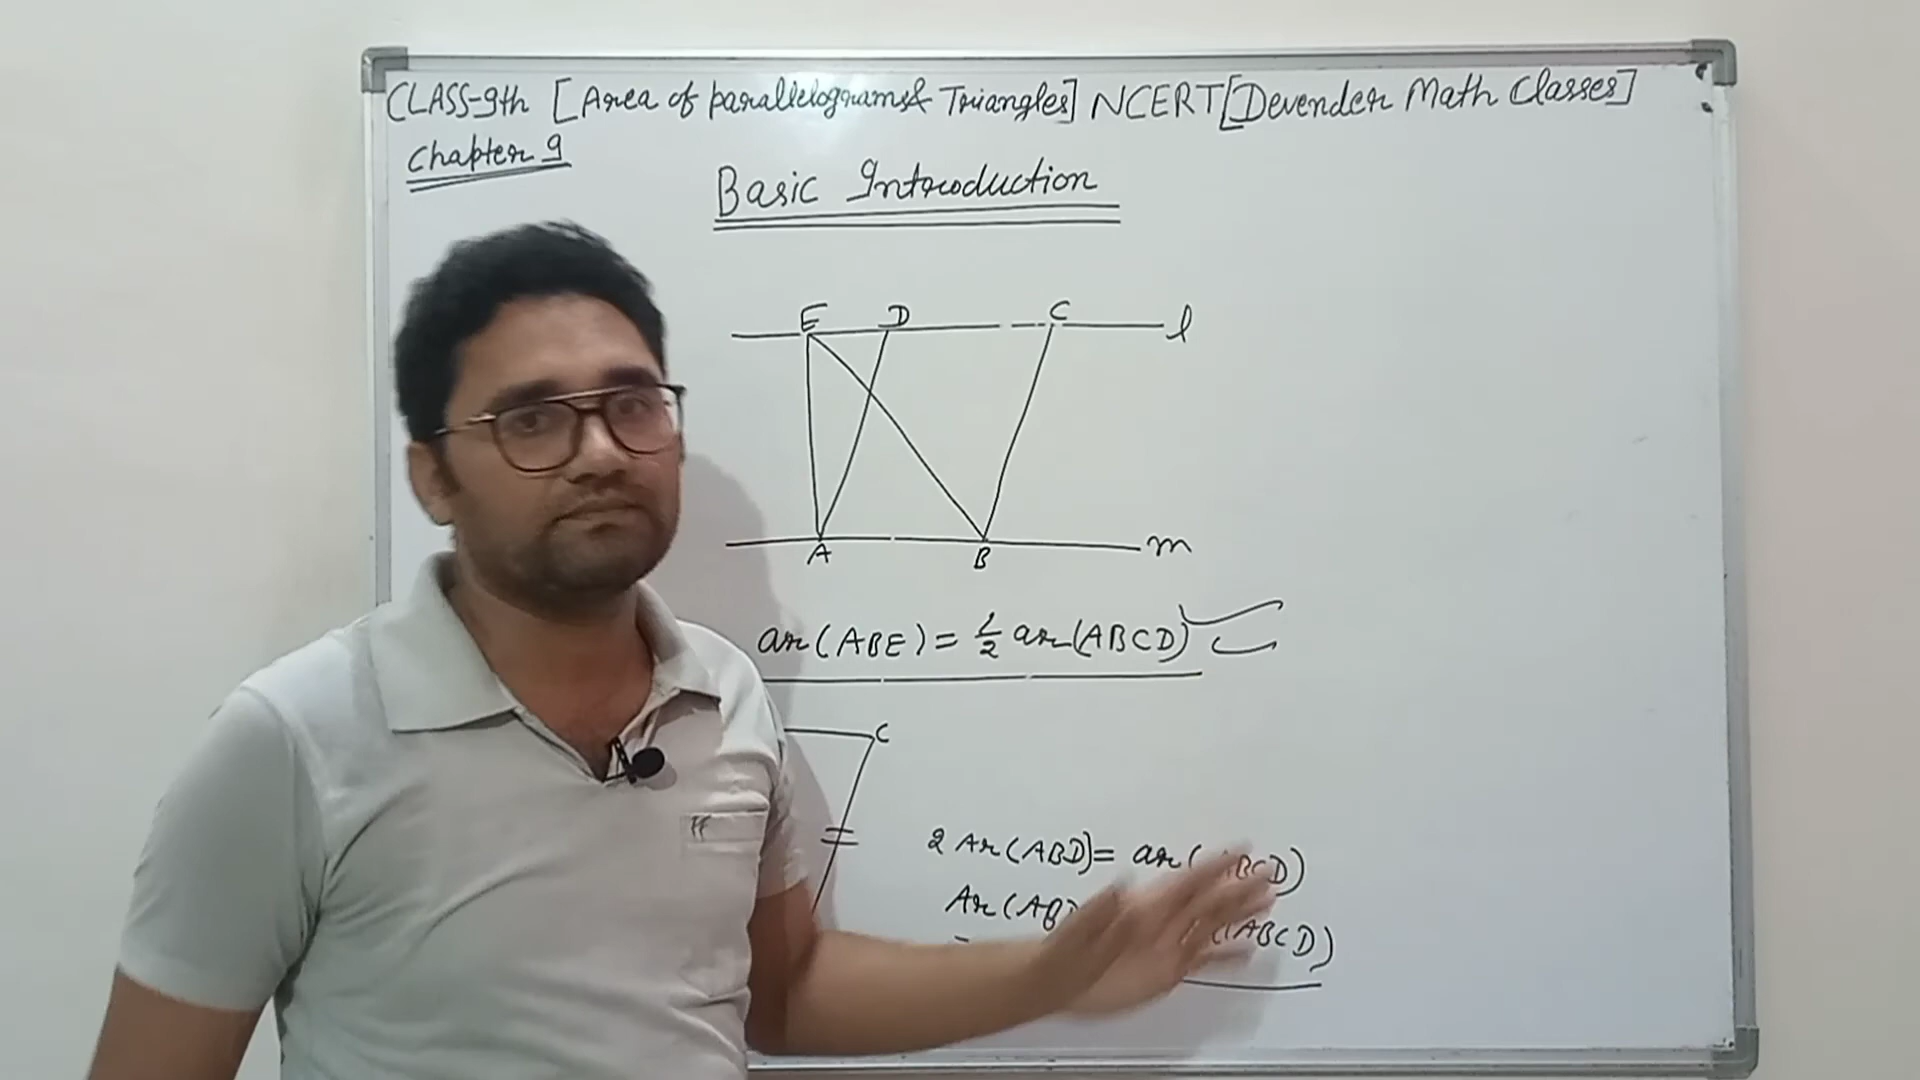 CLASS-9th [Area of parallelograms& Triangles] NCERT [Devender Math Classes]
Chapter 9
Basic Introduction
E D C l
A B m
ar(ABE) = 1/2 ar(ABCD)
C
2 Ar(ABD) = ar(ABCD)
Ar(
(ABCD)